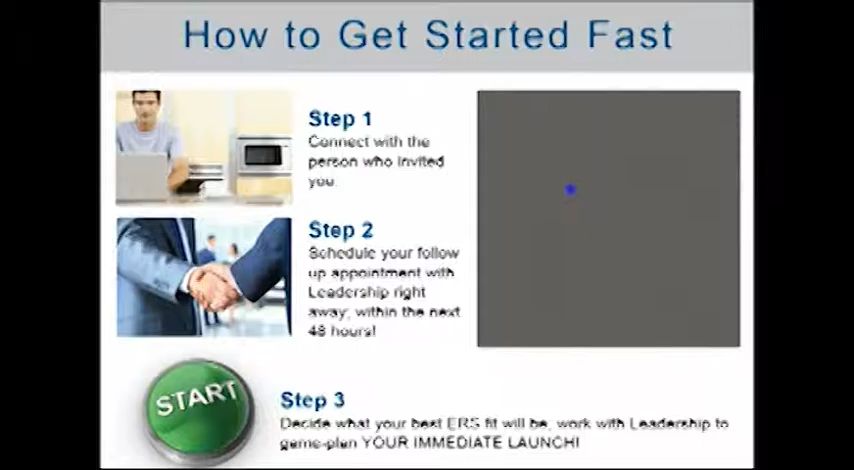 How to Get Started Fast
Step 1
Connect with the
person who invited
you.
Step 2
Schedule your follow
up appointment with
Leadership right
away, within the next
48 hours!
START
Step 3
Decide what your best ERS fit will be, work with Leadership to
game-plan YOUR IMMEDIATE LAUNCH!